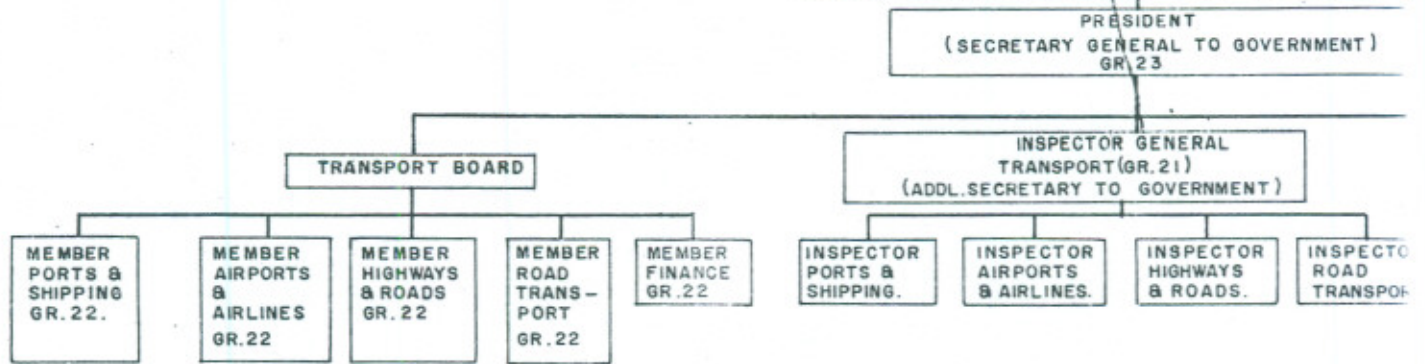 PRESIDENT
(SECRETARY GENERAL TO GOVERNMENT)
GR.23
TRANSPORT BOARD
INSPECTOR GENERAL
TRANSPORT(GR.21)
(ADDL.SECRETARY TO GOVERNMENT)
MEMBER
PORTS &
SHIPPING
GR.22.
MEMBER
AIRPORTS
&
AIRLINES
GR.22
MEMBER
HIGHWAYS
& ROADS
GR.22
MEMBER
ROAD
TRANS-
PORT
GR.22
MEMBER
FINANCE
GR.22
INSPECTOR
PORTS &
SHIPPING.
INSPECTOR
AIRPORTS
& AIRLINES.
INSPECTOR
HIGHWAYS
& ROADS.
INSPECTO
ROAD
TRANSPOR